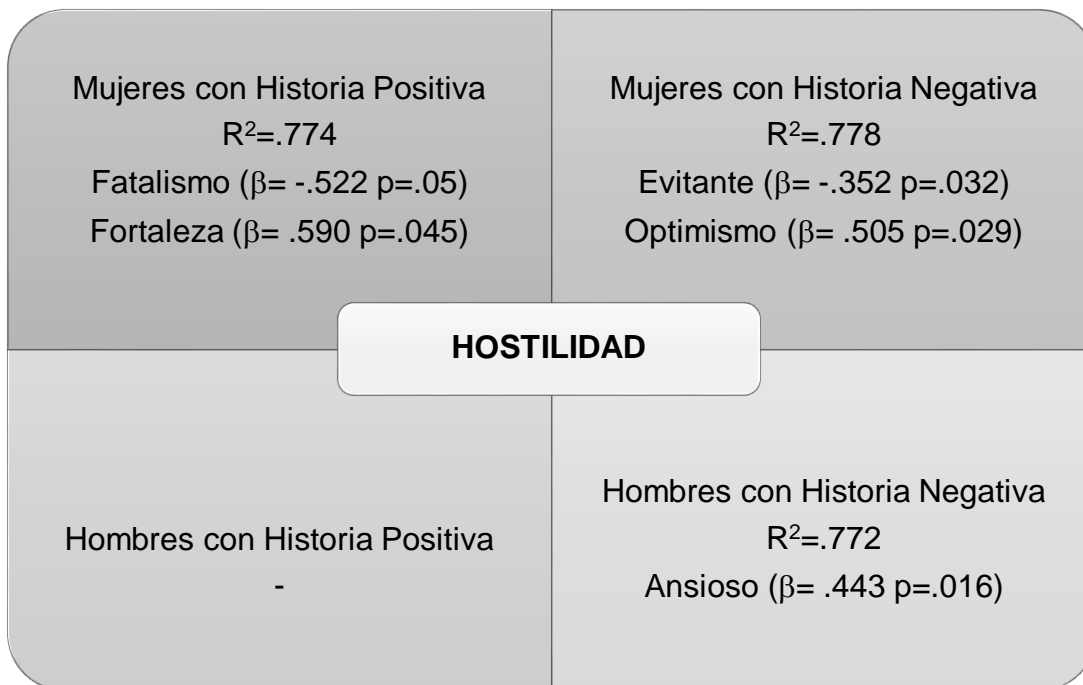 Mujeres con Historia Positiva
R²=.774
Fatalismo (β= -.522 p=.05)
Fortaleza (β= .590 p=.045)
Mujeres con Historia Negativa
R²=.778
Evitante (β= -.352 p=.032)
Optimismo (β= .505 p=.029)
HOSTILIDAD
Hombres con Historia Positiva
-
Hombres con Historia Negativa
R²=.772
Ansioso (β= .443 p=.016)